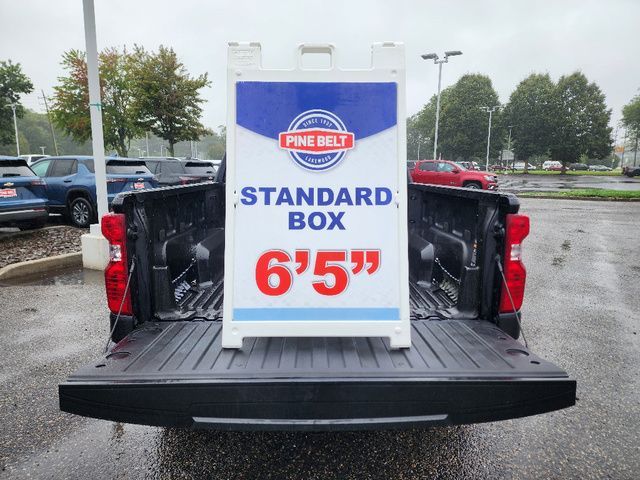 SINCE 1937
PINE BELT
LAKEWOOD
STANDARD
BOX
6'5"